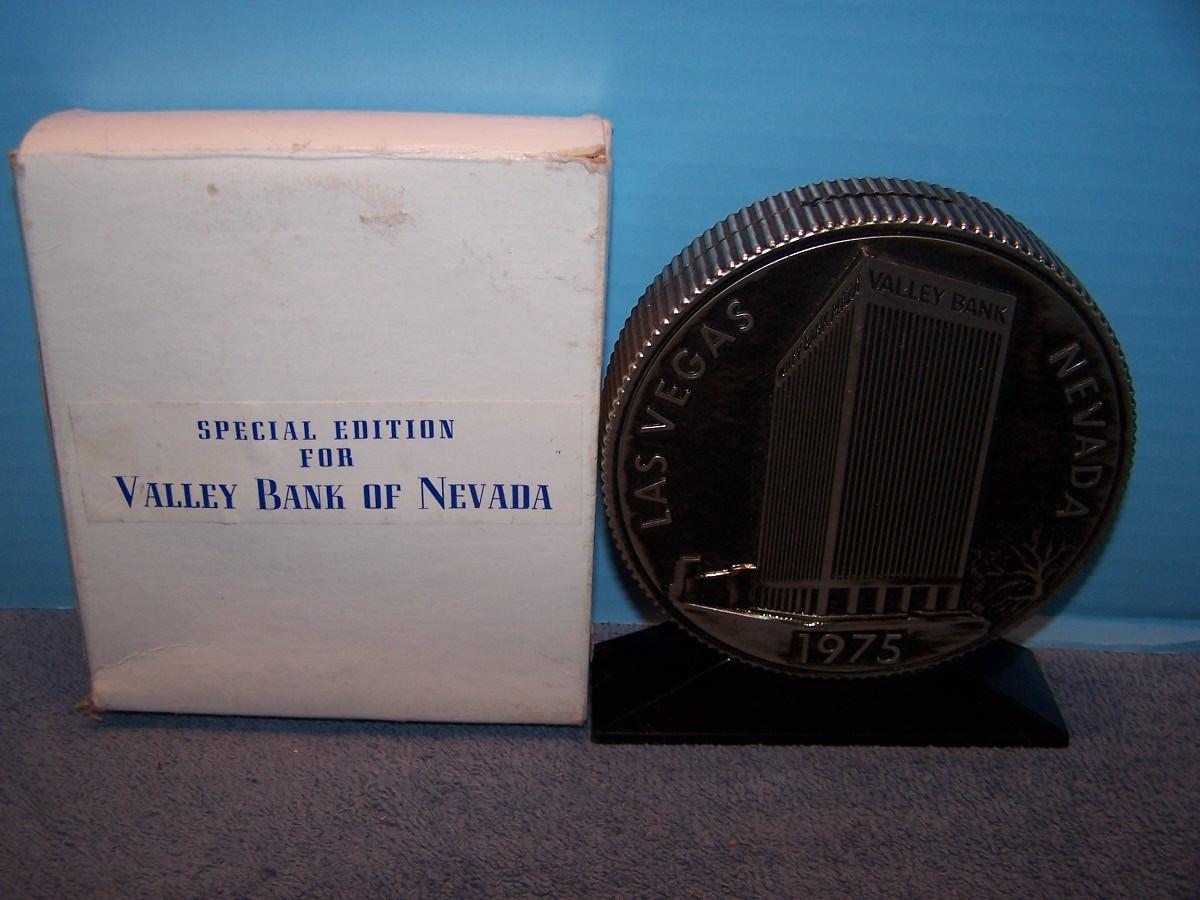 SPECIAL EDITION
FOR
VALLEY BANK OF NEVADA
LAS VEGAS
VALLEY BANK
NEVADA
1975